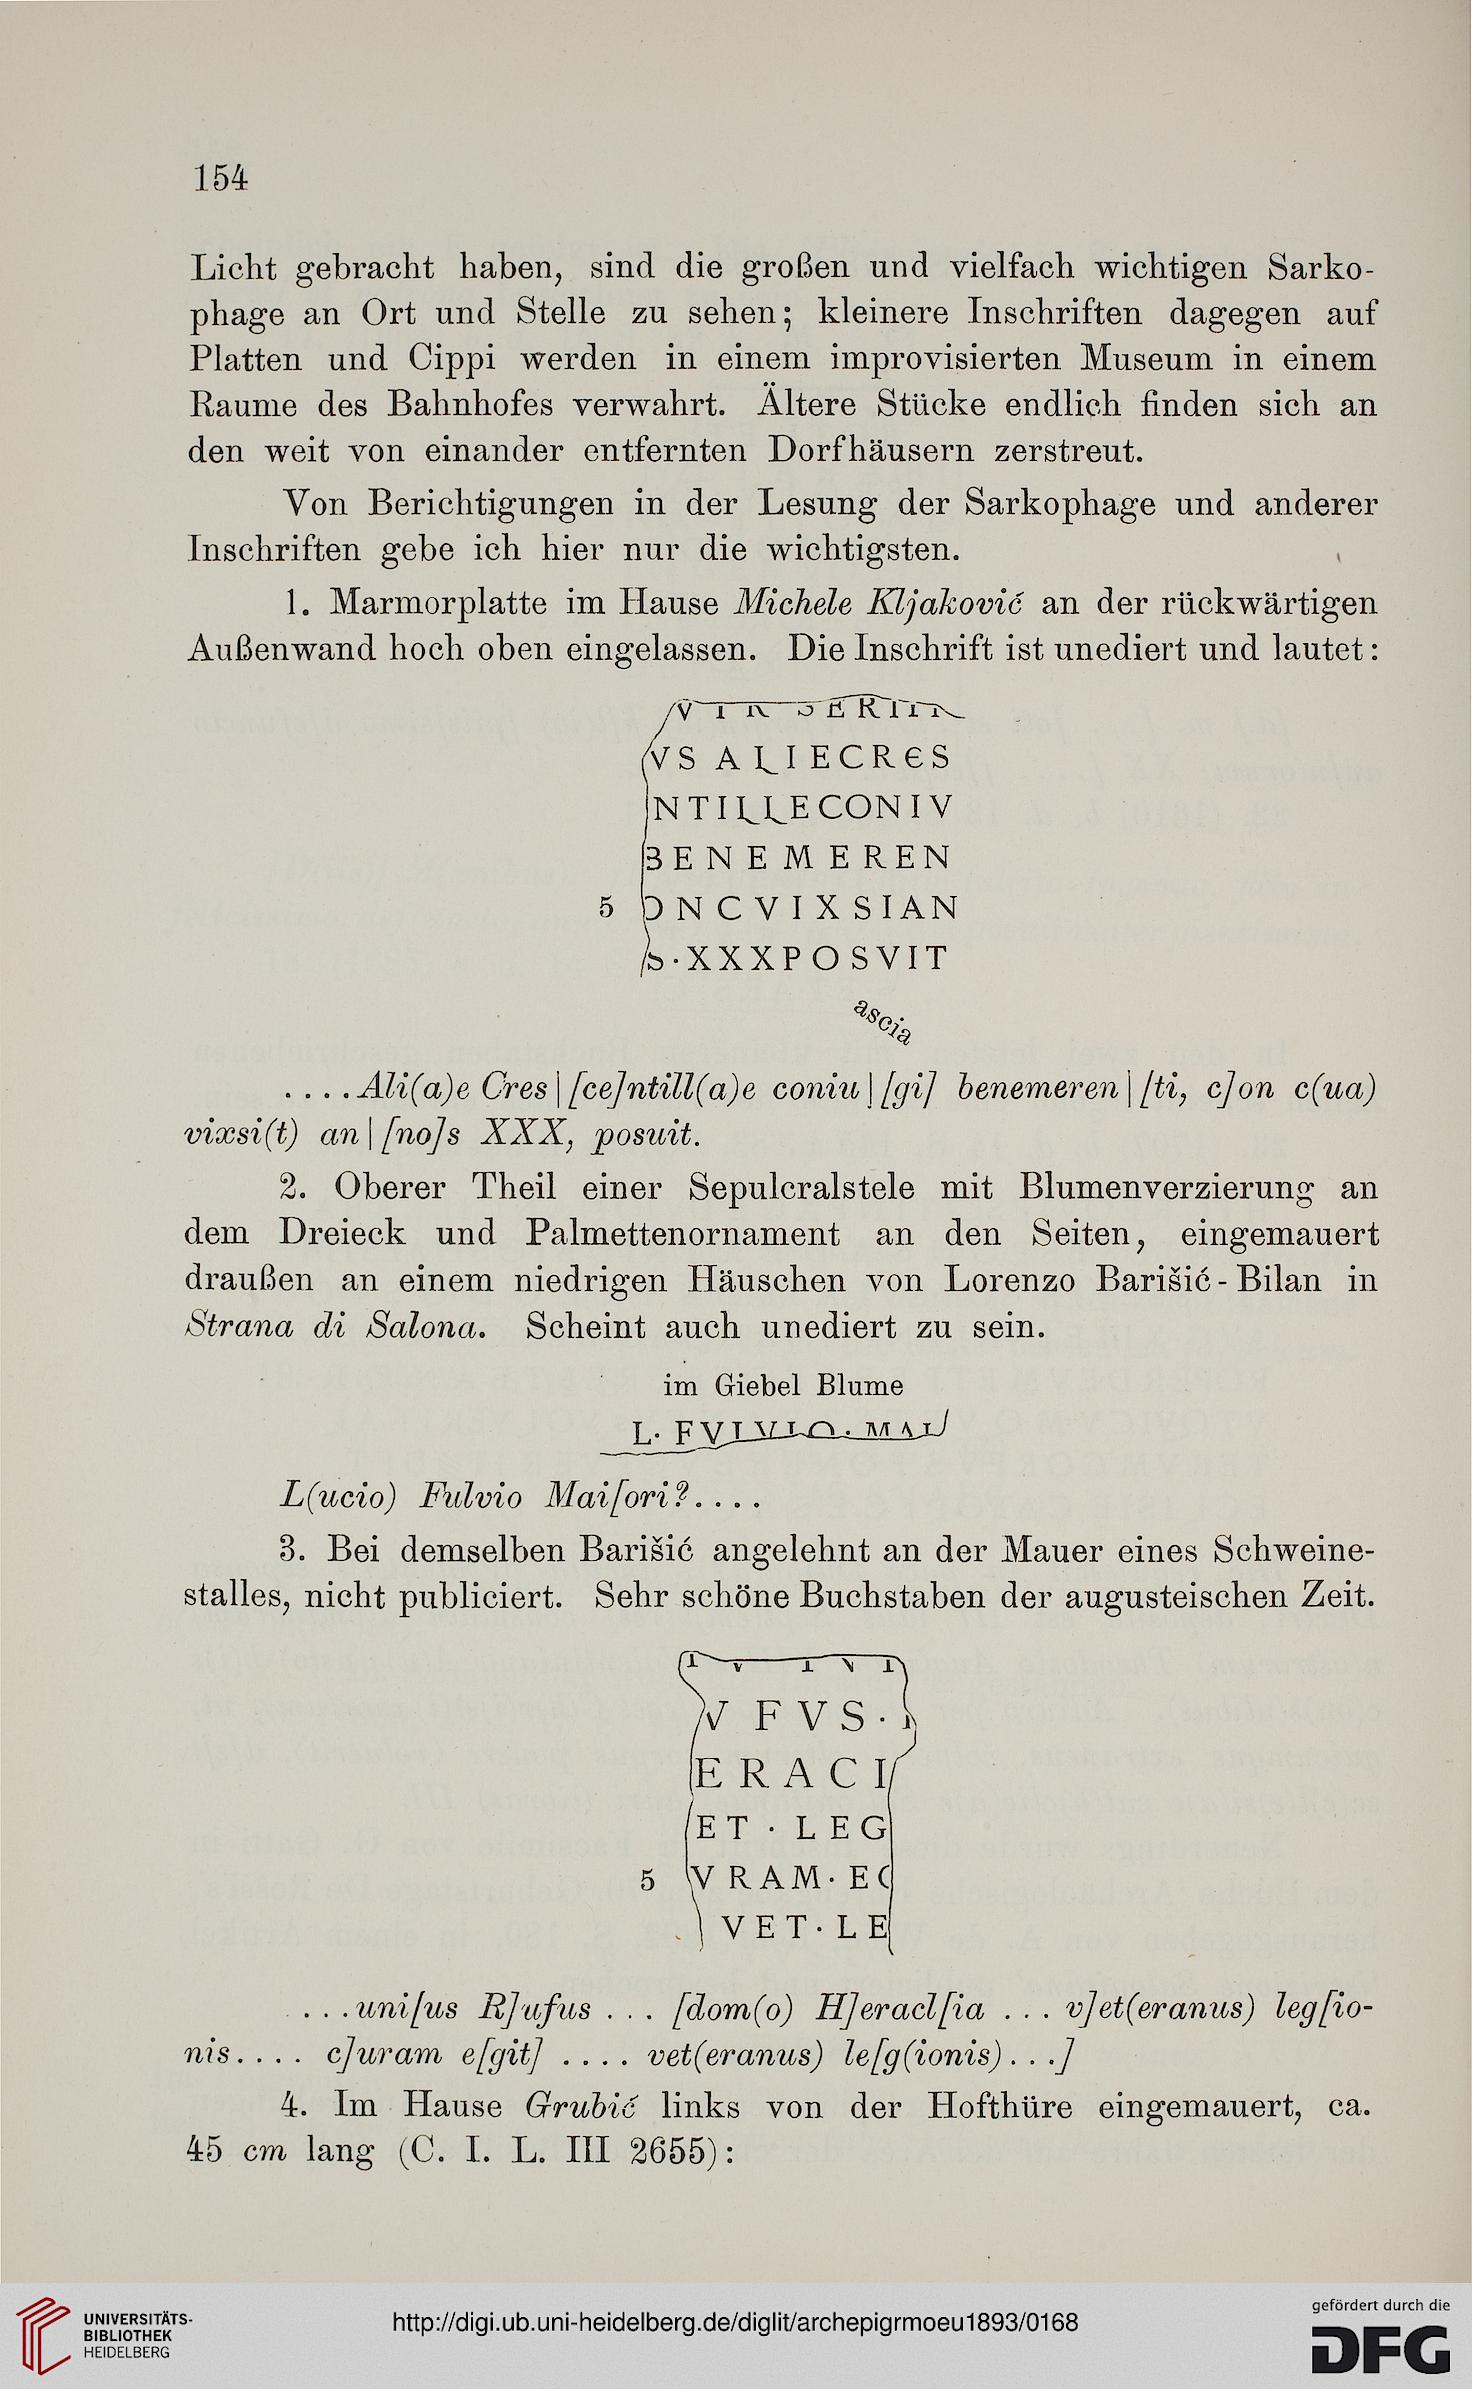 154
Licht gebracht haben, sind die großen und vielfach wichtigen Sarko-
phage an Ort und Stelle zu sehen; kleinere Inschriften dagegen auf
Platten und Cippi werden in einem improvisierten Museum in einem
Raume des Bahnhofes verwahrt. Ältere Stücke endlich finden sich an
den weit von einander entfernten Dorfhäusern zerstreut.
Von Berichtigungen in der Lesung der Sarkophage und anderer
Inschriften gebe ich hier nur die wichtigsten.
1. Marmorplatte im Hause Michele Kljaković an der rückwärtigen
Außenwand hoch oben eingelassen. Die Inschrift ist unediert und lautet:
VS ALIECRES
NTILLECONIV
BENEMEREN
5 ONCVIXSIAN
S·XXXPOSVIT
ascia
....Ali(a)e Cres|[ce]ntill(a)e coniu|[gi] benemeren|[ti, c]on c(ua)
vixsi(t) an|[no]s XXX, posuit.
2. Oberer Theil einer Sepulcralstele mit Blumenverzierung an
dem Dreieck und Palmettenornament an den Seiten, eingemauert
draußen an einem niedrigen Häuschen von Lorenzo Barišić-Bilan in
Strana di Salona. Scheint auch unediert zu sein.
im Giebel Blume
L· FVLVIO· MAI
L(ucio) Fulvio Mai[ori?....
3. Bei demselben Barišić angelehnt an der Mauer eines Schweine-
stalles, nicht publiciert. Sehr schöne Buchstaben der augusteischen Zeit.
V FVS·
ERACI
ET · LEG
5 VRAM· EC
VET· LE
...uni[us R]ufus ... [dom(o) H]eracl[ia ... v]et(eranus) leg[io-
nis.... c]uram e[git] .... vet(eranus) le[g(ionis)...]
4. Im Hause Grubić links von der Hofthüre eingemauert, ca.
45 cm lang (C. I. L. III 2655):
UNIVERSITÄTS-
BIBLIOTHEK
HEIDELBERG
http://digi.ub.uni-heidelberg.de/diglit/archepigrmoeu1893/0168
gefördert durch die
DFG